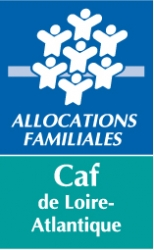 ALLOCATIONS
FAMILIALES
Caf
de Loire-
Atlantique